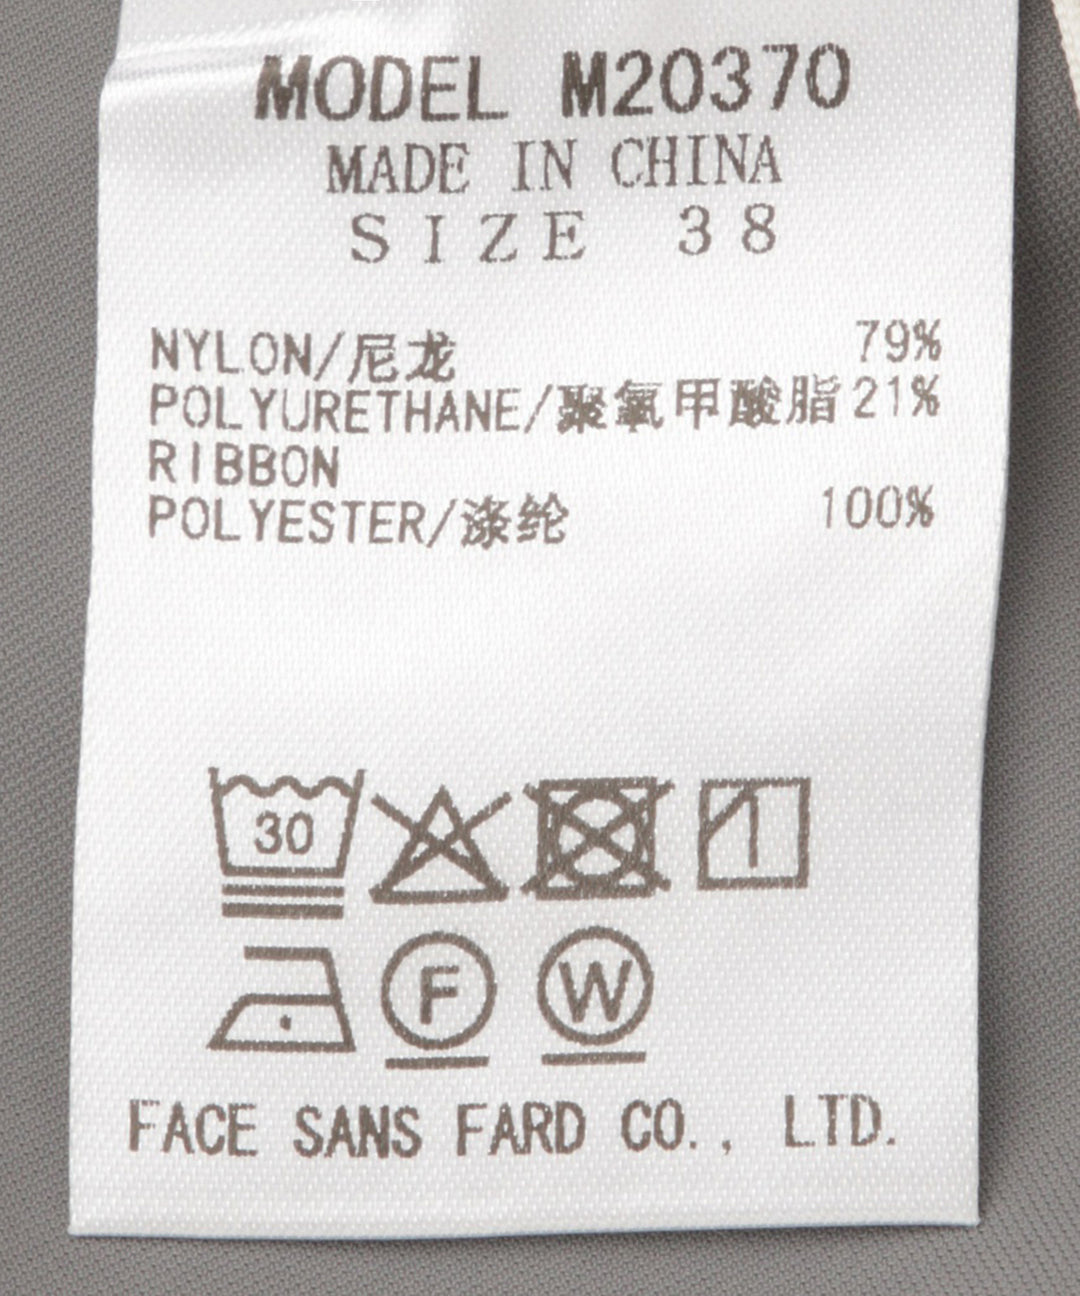 MODEL M20370
MADE IN CHINA
SIZE 38
NYLON/尼龙 79%
POLYURETHANE/聚氧甲酸脂 21%
RIBBON
POLYESTER/涤纶 100%
30
F W
FACE SANS FARD CO., LTD.